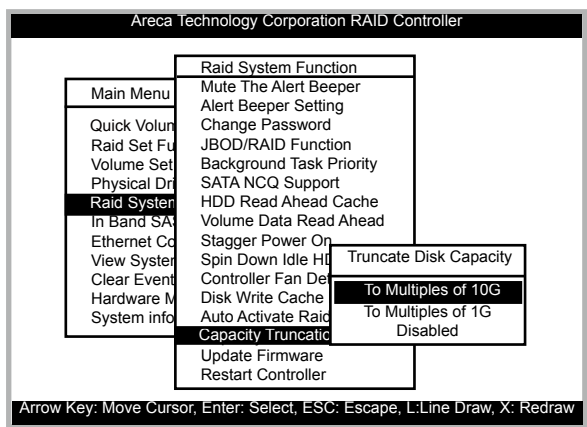 Areca Technology Corporation RAID Controller
Main Menu
Quick Volum
Raid Set Fu
Volume Set
Physical Dri
Raid System
In Band SA
Ethernet Co
View System
Clear Event
Hardware M
System info
Raid System Function
Mute The Alert Beeper
Alert Beeper Setting
Change Password
JBOD/RAID Function
Background Task Priority
SATA NCQ Support
HDD Read Ahead Cache
Volume Data Read Ahead
Stagger Power On
Spin Down Idle HD
Controller Fan Det
Disk Write Cache
Auto Activate Raid
Capacity Truncatio
Update Firmware
Restart Controller
Truncate Disk Capacity
To Multiples of 10G
To Multiples of 1G
Disabled
Arrow Key: Move Cursor, Enter: Select, ESC: Escape, L:Line Draw, X: Redraw